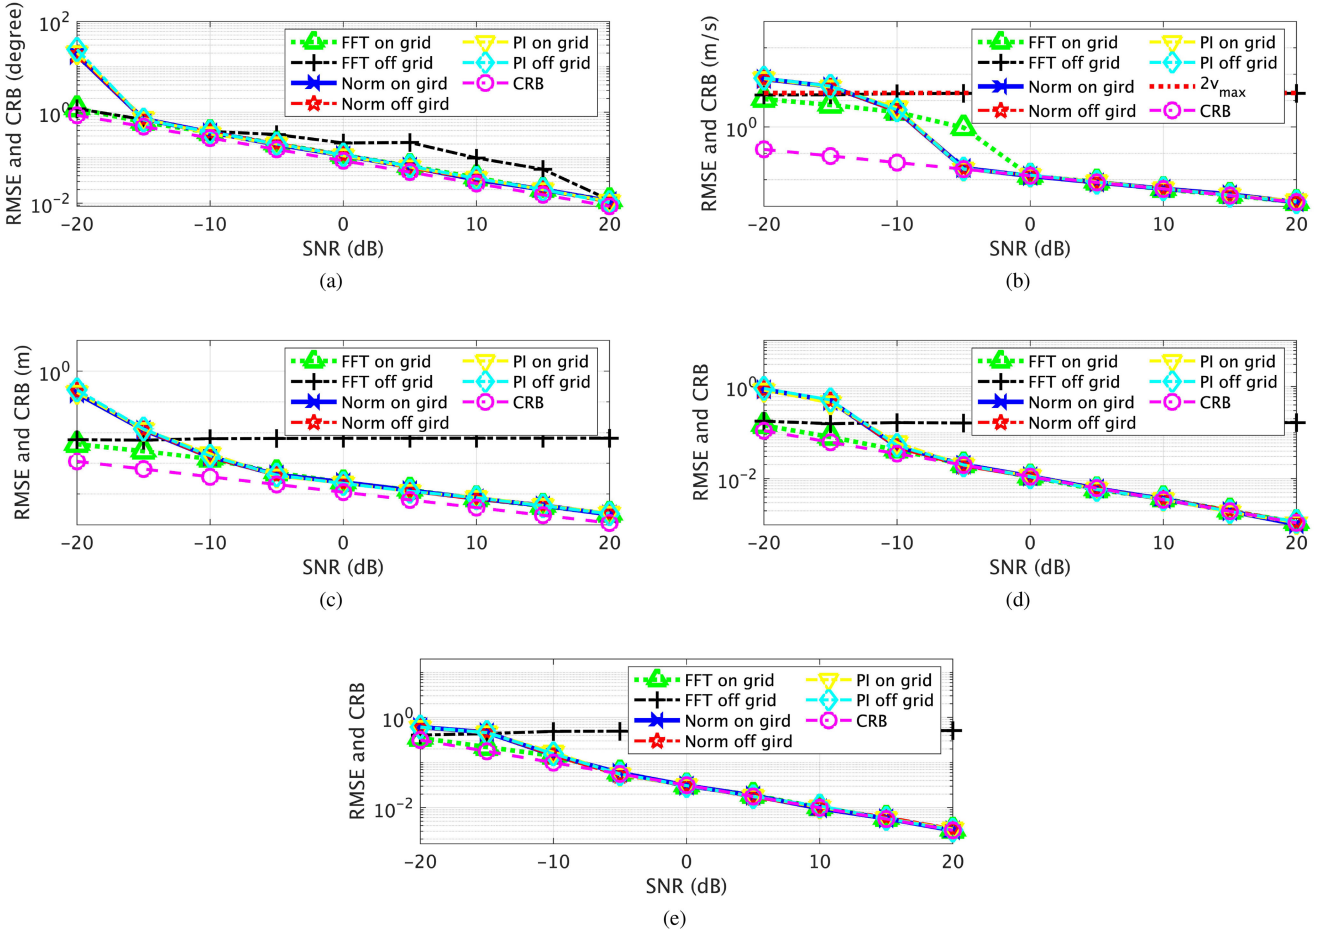 RMSE and CRB (degree)
10^2
10^0
10^-2
FFT on grid
FFT off grid
Norm on gird
Norm off gird
PI on grid
PI off grid
CRB
−20
−10
0
10
20
SNR (dB)
(a)
RMSE and CRB (m/s)
10^0
FFT on grid
FFT off grid
Norm on gird
Norm off gird
PI on grid
PI off grid
2v_max
CRB
−20
−10
0
10
20
SNR (dB)
(b)
RMSE and CRB (m)
10^0
FFT on grid
FFT off grid
Norm on gird
Norm off gird
PI on grid
PI off grid
CRB
−20
−10
0
10
20
SNR (dB)
(c)
RMSE and CRB
10^0
10^-2
FFT on grid
FFT off grid
Norm on gird
Norm off gird
PI on grid
PI off grid
CRB
−20
−10
0
10
20
SNR (dB)
(d)
RMSE and CRB
10^0
10^-2
FFT on grid
FFT off grid
Norm on gird
Norm off gird
PI on grid
PI off grid
CRB
−20
−10
0
10
20
SNR (dB)
(e)